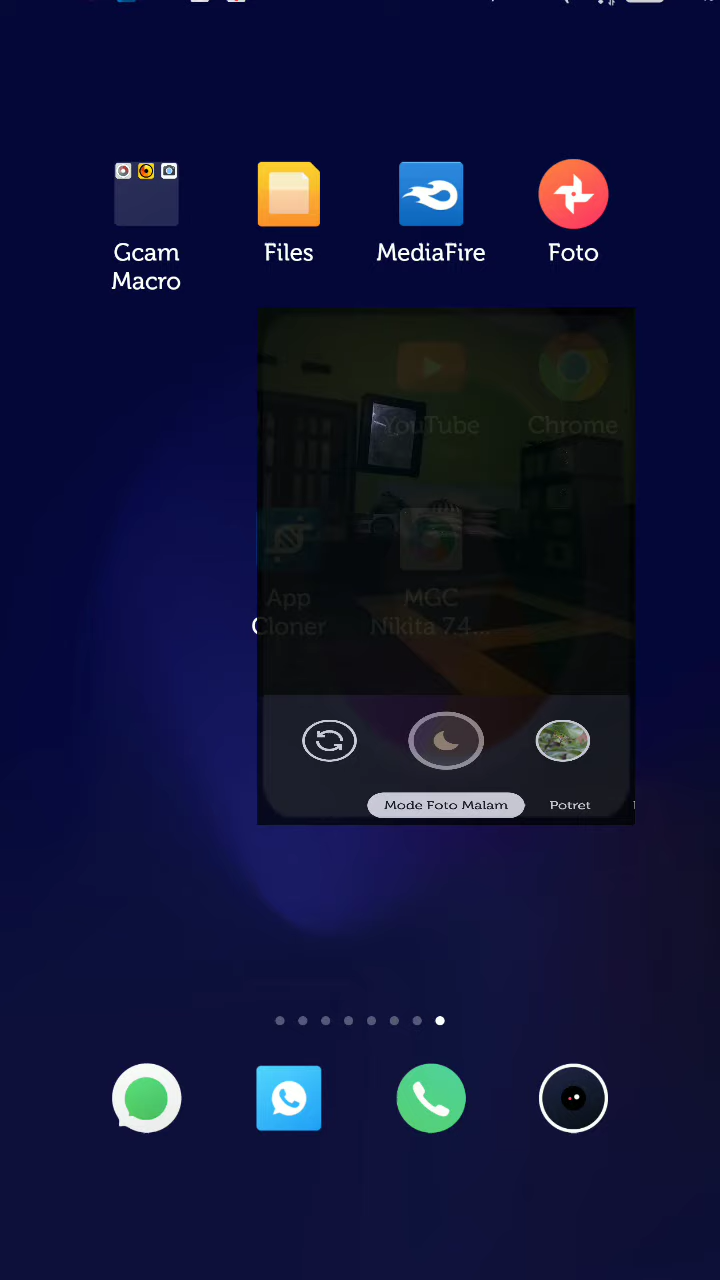 Gcam
Macro
Files
MediaFire
Foto
YouTube
Chrome
App
Cloner
MGC
Nikita 7.4...
Mode Foto Malam
Potret